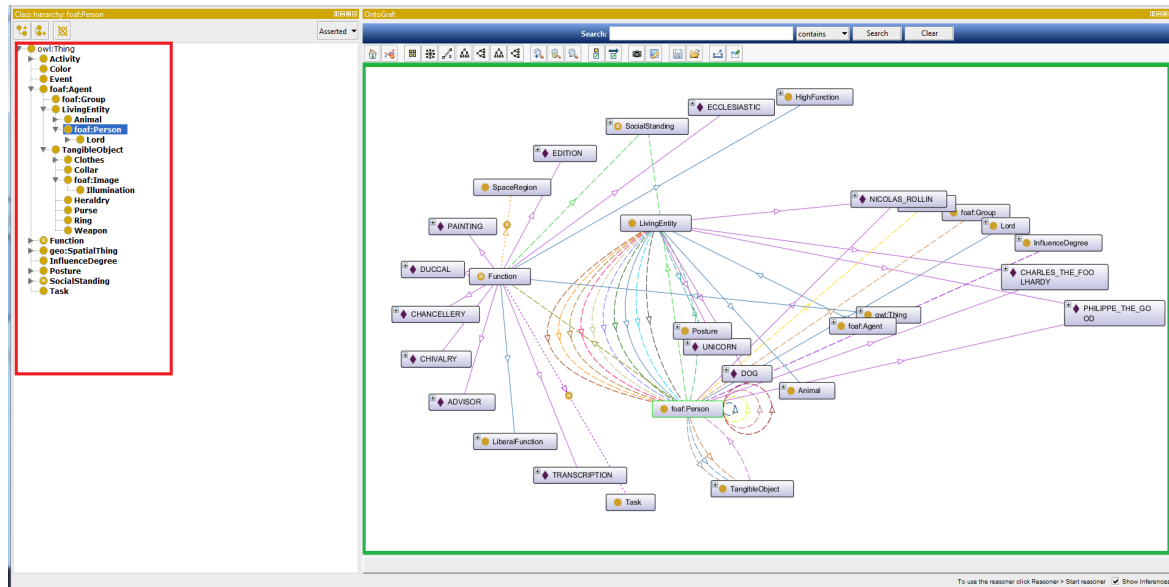 Class hierarchy: foaf:Person
Asserted
owl:Thing
Activity
Color
Event
foaf:Agent
foaf:Group
LivingEntity
Animal
foaf:Person
Lord
TangibleObject
Clothes
Collar
foaf:Image
Illumination
Heraldry
Purse
Ring
Weapon
Function
geo:SpatialThing
InfluenceDegree
Posture
SocialStanding
Task
OntoGraf:
Search:
contains
Search
Clear
HighFunction
ECCLESIASTIC
SocialStanding
EDITION
SpaceRegion
NICOLAS_ROLLIN
foaf:Group
PAINTING
LivingEntity
Lord
InfluenceDegree
DUCCAL
Function
CHARLES_THE_FOO
LHARDY
PHILIPPE_THE_GO
OD
CHANCELLERY
owl:Thing
foaf:Agent
Posture
UNICORN
CHIVALRY
DOG
Animal
ADVISOR
foaf:Person
LiberalFunction
TRANSCRIPTION
TangibleObject
Task
To use the reasoner click Reasoner > Start reasoner
Show Inferences